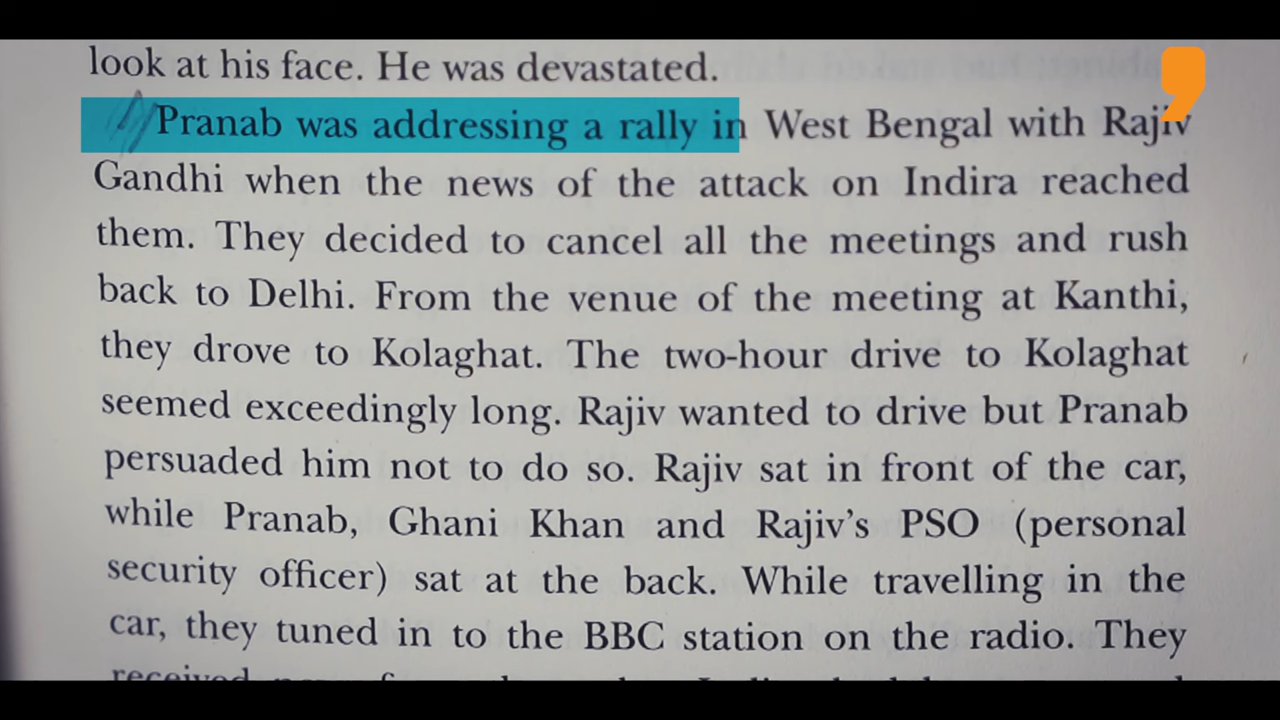 look at his face. He was devastated.
Pranab was addressing a rally in West Bengal with Rajiv
Gandhi when the news of the attack on Indira reached
them. They decided to cancel all the meetings and rush
back to Delhi. From the venue of the meeting at Kanthi,
they drove to Kolaghat. The two-hour drive to Kolaghat
seemed exceedingly long. Rajiv wanted to drive but Pranab
persuaded him not to do so. Rajiv sat in front of the car,
while Pranab, Ghani Khan and Rajiv's PSO (personal
security officer) sat at the back. While travelling in the
car, they tuned in to the BBC station on the radio. They
received